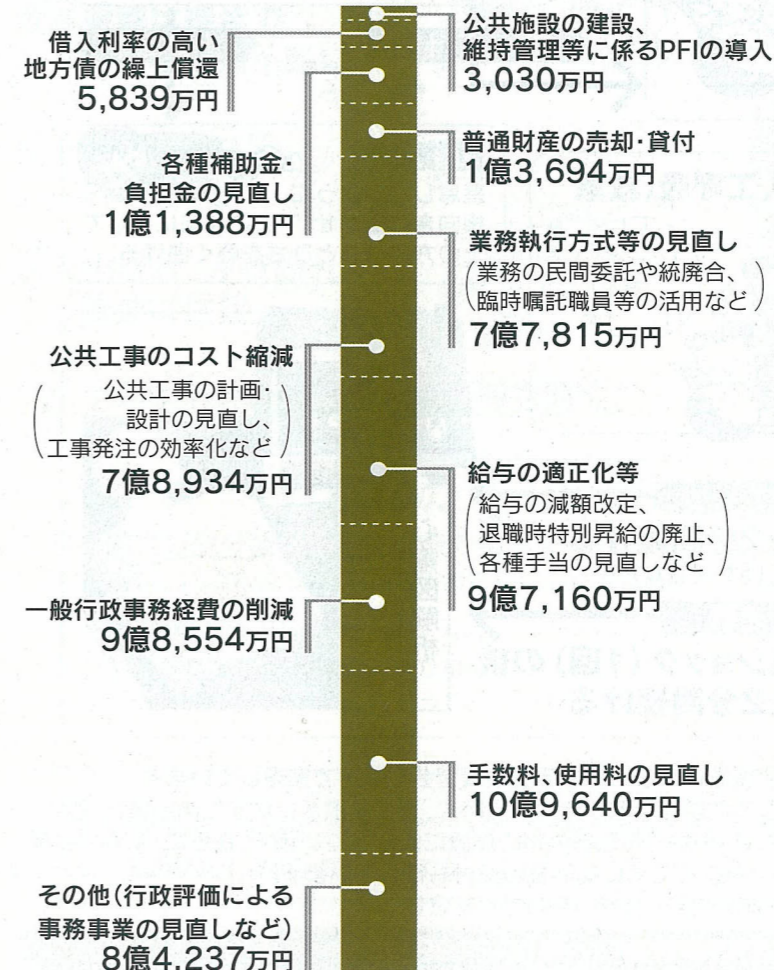 公共施設の建設、
維持管理等に係るPFIの導入
3,030万円
借入利率の高い
地方債の繰上償還
5,839万円
各種補助金・
負担金の見直し
1億1,388万円
普通財産の売却・貸付
1億3,694万円
業務執行方式等の見直し
(業務の民間委託や統廃合、
臨時嘱託職員等の活用など)
7億7,815万円
公共工事のコスト縮減
(公共工事の計画・
設計の見直し、
工事発注の効率化など)
7億8,934万円
給与の適正化等
(給与の減額改定、
退職時特別昇給の廃止、
各種手当の見直しなど)
9億7,160万円
一般行政事務経費の削減
9億8,554万円
手数料、使用料の見直し
10億9,640万円
その他(行政評価による
事務事業の見直しなど)
8億4,237万円